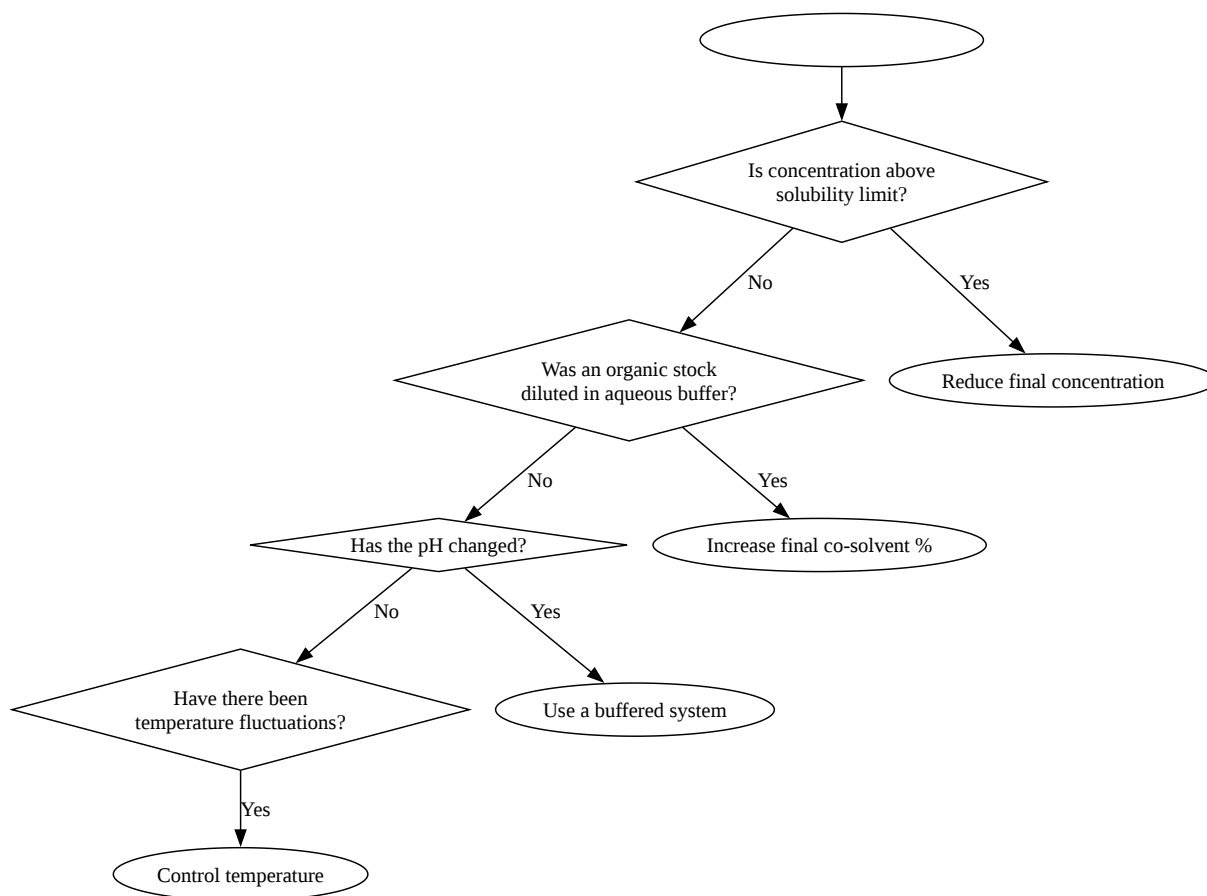 Is concentration above
solubility limit?
No
Yes
Was an organic stock
diluted in aqueous buffer?
Reduce final concentration
No
Yes
Has the pH changed?
Increase final co-solvent %
No
Yes
Have there been
temperature fluctuations?
Use a buffered system
Yes
Control temperature